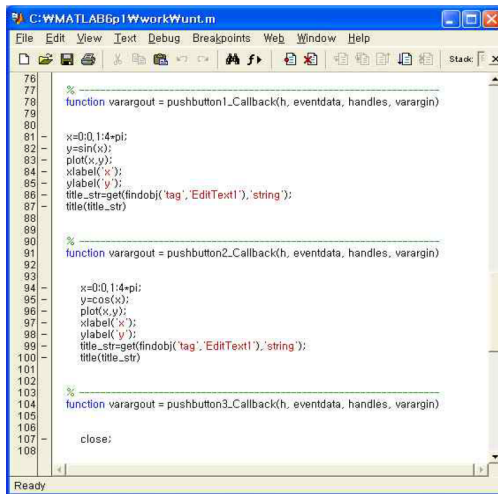 C:₩MATLAB6p1₩work₩unt.m
File Edit View Text Debug Breakpoints Web Window Help
Stack:
76
77 % ------------------------------------------------------------
78 function varargout = pushbutton1_Callback(h, eventdata, handles, varargin)
79
80
81 – x=0:0.1:4*pi;
82 – y=sin(x);
83 – plot(x,y);
84 – xlabel('x');
85 – ylabel('y');
86 – title_str=get(findobj('tag','EditText1'),'string');
87 – title(title_str)
88
89
90 % ------------------------------------------------------------
91 function varargout = pushbutton2_Callback(h, eventdata, handles, varargin)
92
93
94 – x=0:0.1:4*pi;
95 – y=cos(x);
96 – plot(x,y);
97 – xlabel('x');
98 – ylabel('y');
99 – title_str=get(findobj('tag','EditText1'),'string');
100 – title(title_str)
101
102
103 % ------------------------------------------------------------
104 function varargout = pushbutton3_Callback(h, eventdata, handles, varargin)
105
106
107 – close;
108
Ready